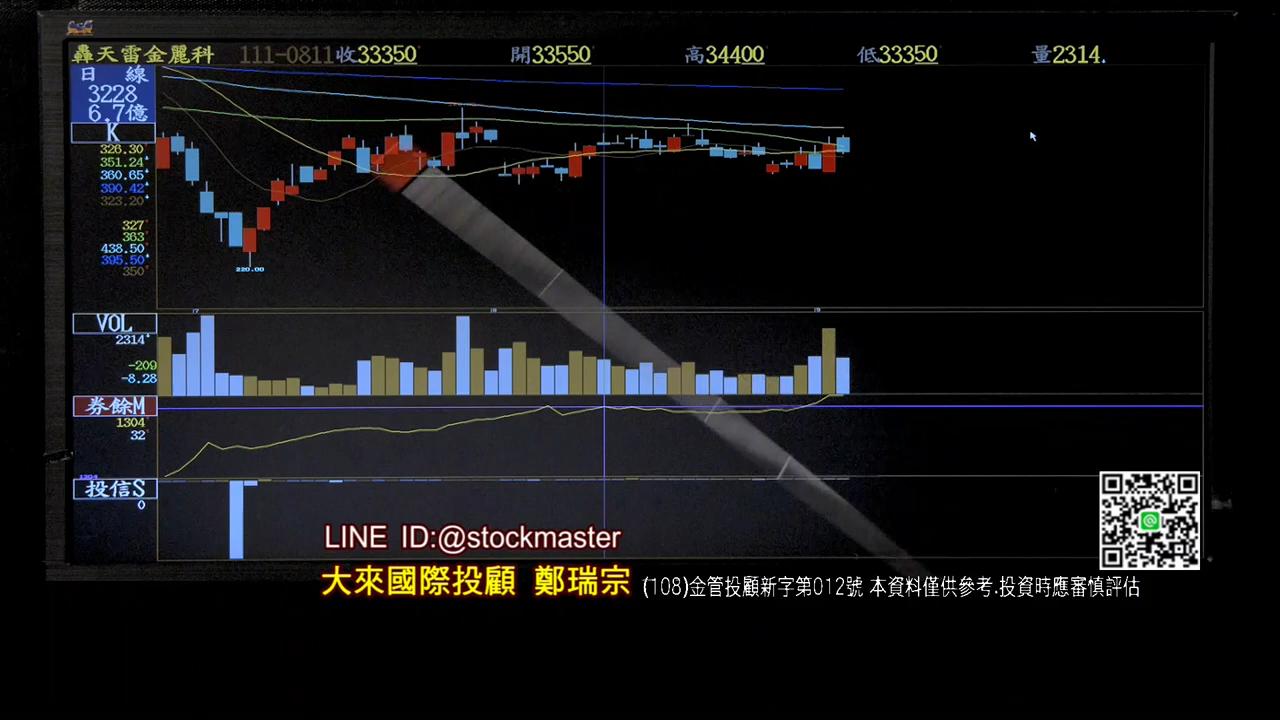 轟天雷金麗科 111-0811 收33350 開33550 高34400 低33350 量2314
日 線
3228
6.7億
K
326.30
351.24
360.65
390.42
323.20
327
363
438.50
395.50
350
220.00
7 8 9
VOL
2314
-209
-8.28
券餘M
1304
32
1304
投信S
0
LINE ID:@stockmaster
大來國際投顧 鄭瑞宗 (108)金管投顧新字第012號 本資料僅供參考.投資時應審慎評估